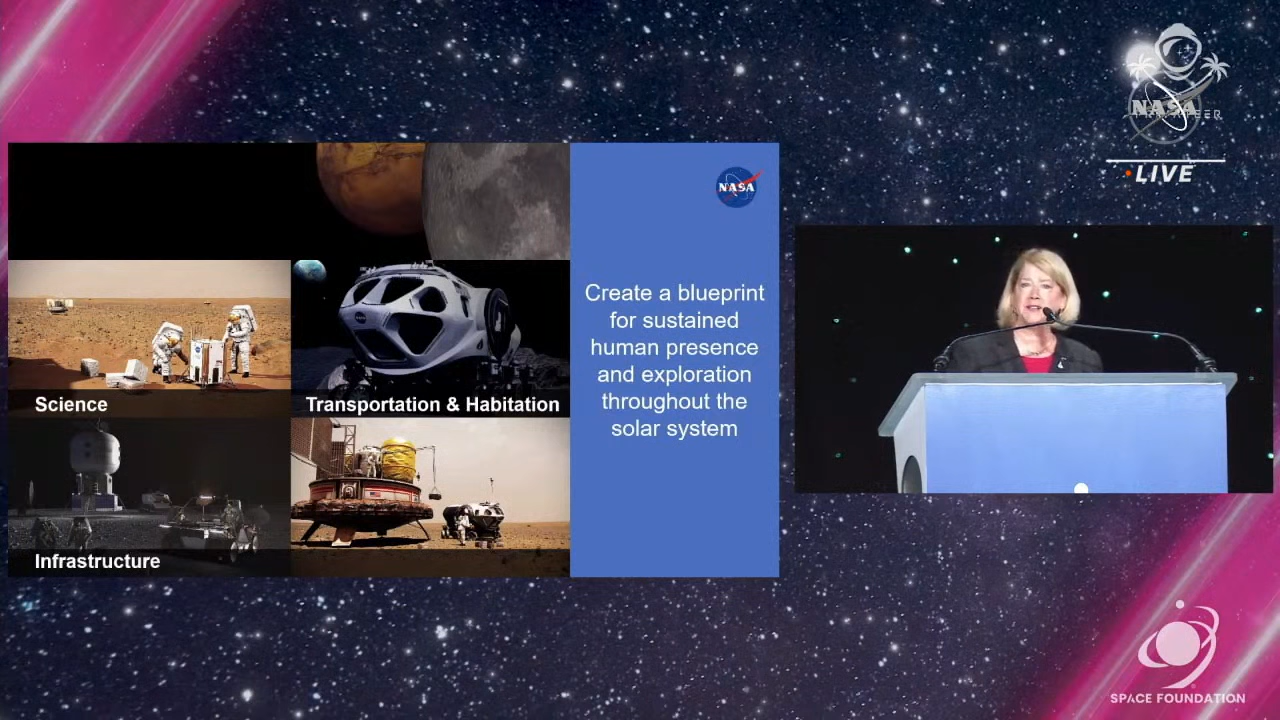 NASA
LIVE
NASA
Create a blueprint
for sustained
human presence
and exploration
throughout the
solar system
Science
Transportation & Habitation
Infrastructure
SPACE FOUNDATION